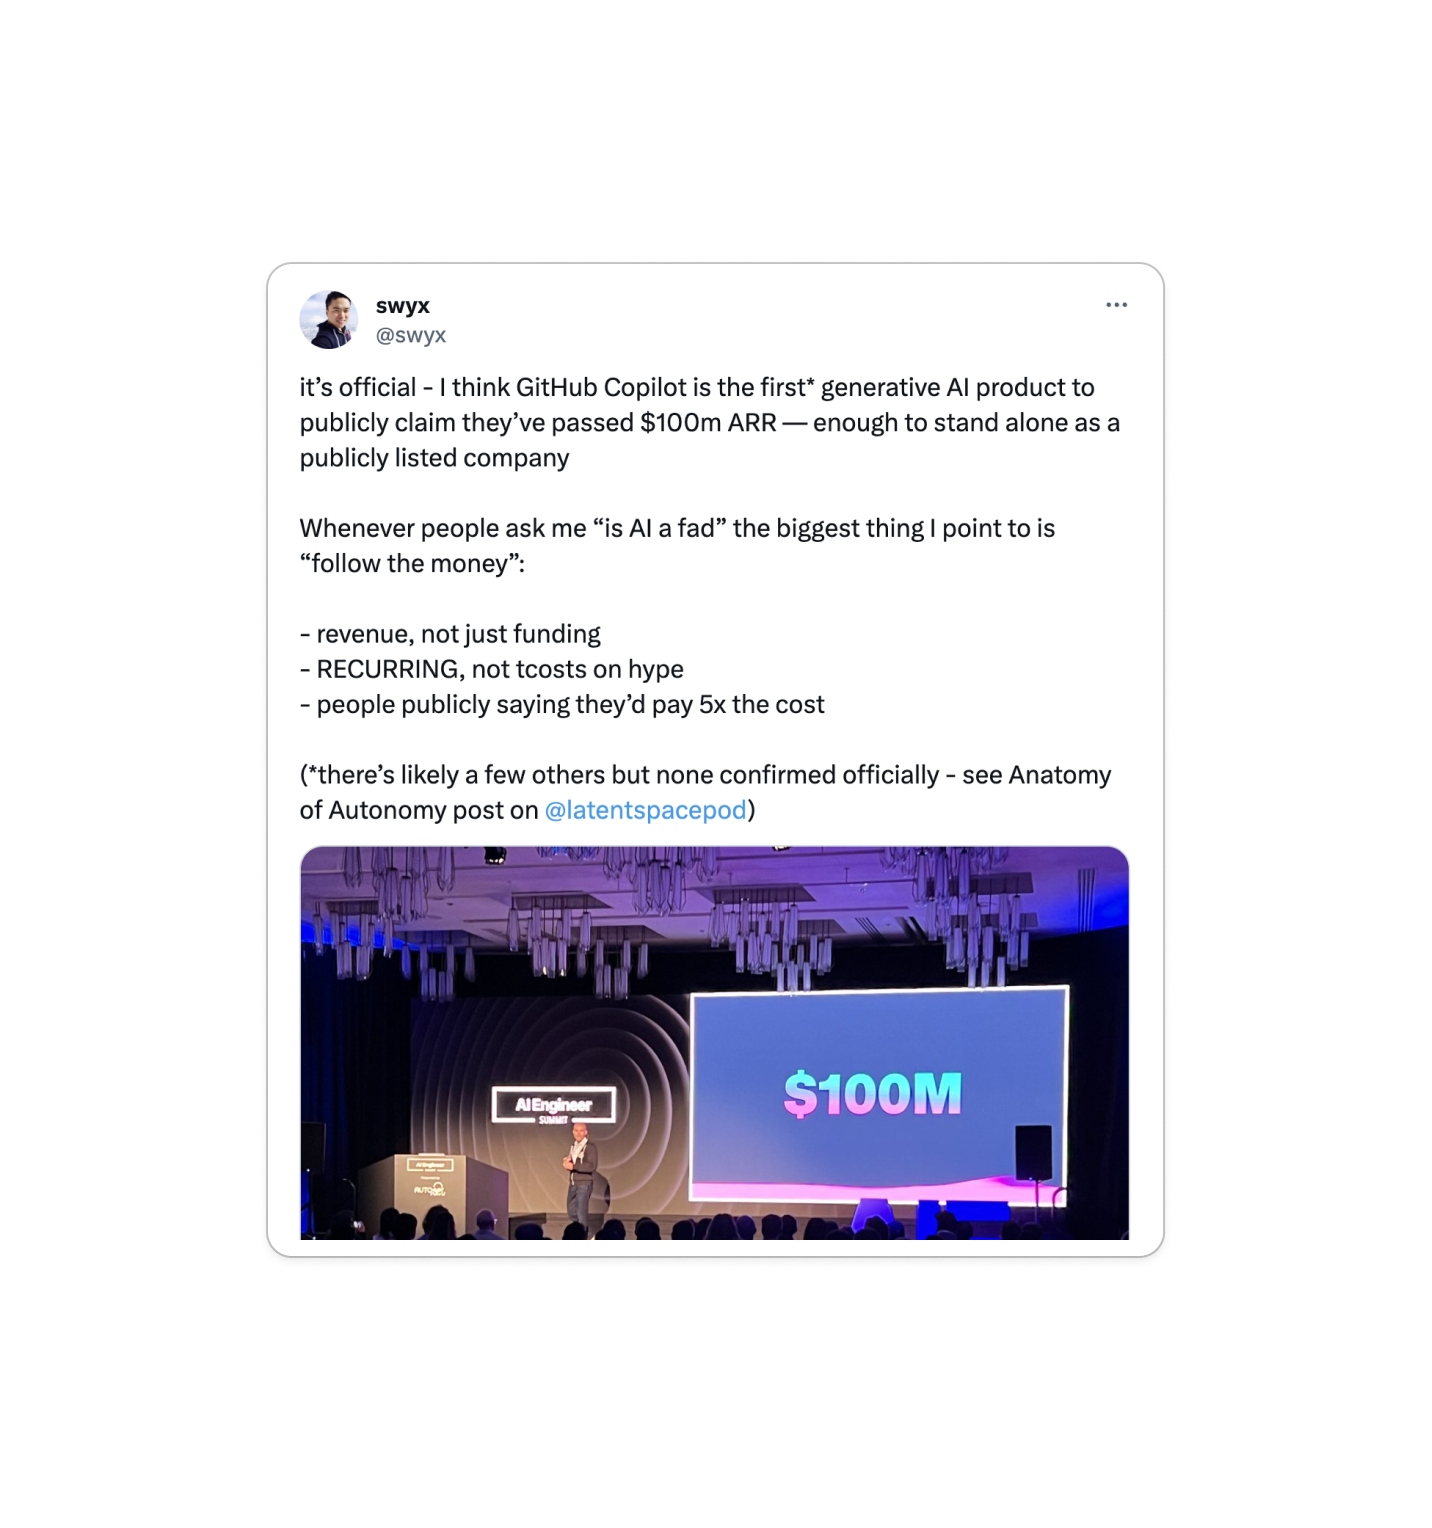 swyx
@swyx
it’s official - I think GitHub Copilot is the first* generative AI product to
publicly claim they’ve passed $100m ARR — enough to stand alone as a
publicly listed company
Whenever people ask me “is AI a fad” the biggest thing I point to is
“follow the money”:
- revenue, not just funding
- RECURRING, not tcosts on hype
- people publicly saying they’d pay 5x the cost
(*there’s likely a few others but none confirmed officially - see Anatomy
of Autonomy post on @latentspacepod)
$100M
AI Engineer
SUMMIT
AI Engineer